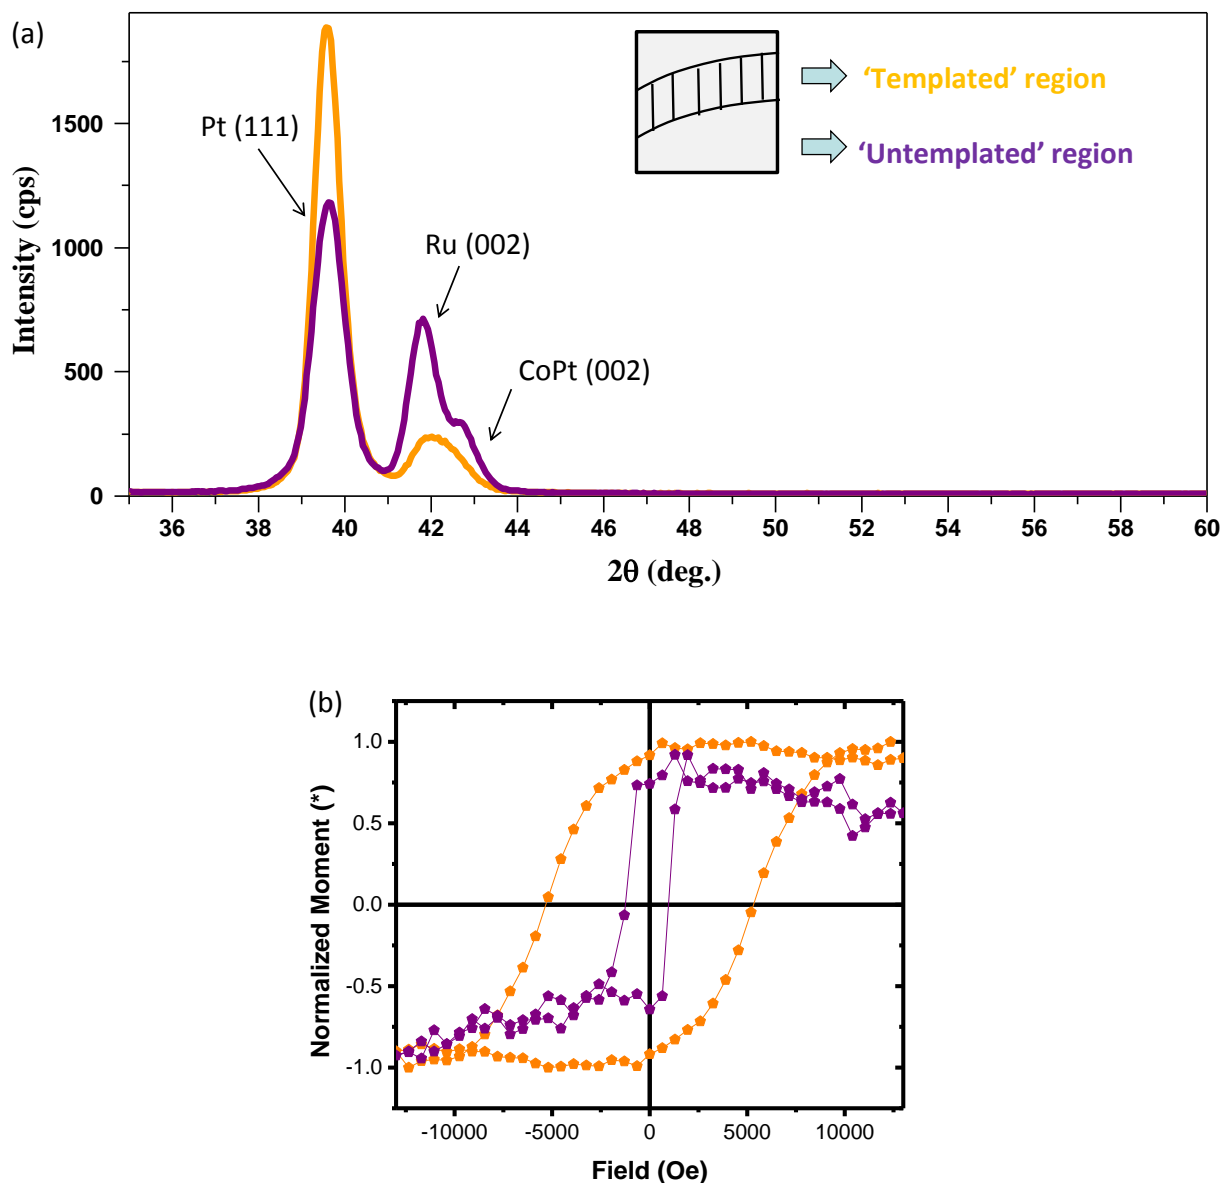 (a)
Pt (111)
Ru (002)
CoPt (002)
‘Templated’ region
‘Untemplated’ region
Intensity (cps)
1500
1000
500
0
36 38 40 42 44 46 48 50 52 54 56 58 60
2θ (deg.)
(b)
Normalized Moment (*)
1.0
0.5
0.0
-0.5
-1.0
-10000 -5000 0 5000 10000
Field (Oe)